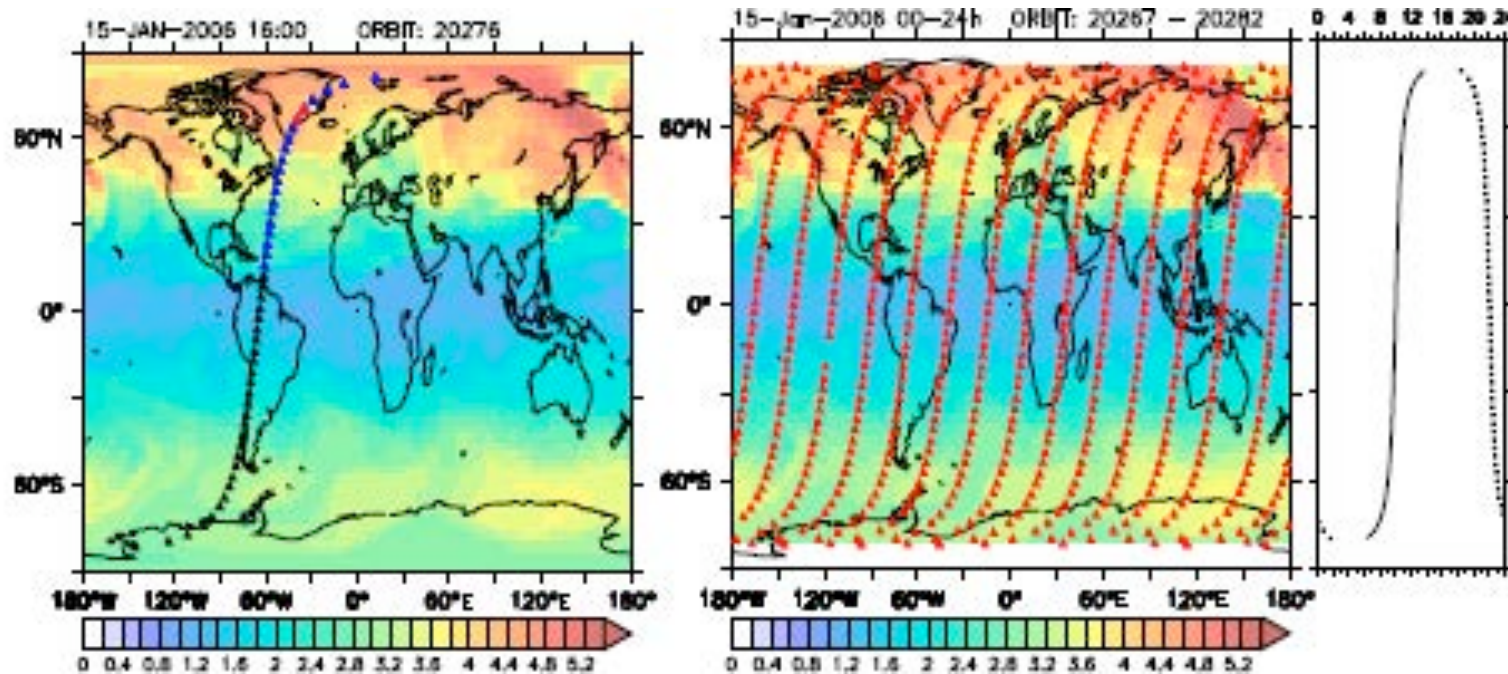 15-JAN-2006 16:00 ORBIT: 20276
60°N
0°
60°S
180°W 120°W 60°W 0° 60°E 120°E 180°
0 0.4 0.8 1.2 1.6 2 2.4 2.8 3.2 3.6 4 4.4 4.8 5.2
15-Jan-2006 00-24h ORBIT: 20267 - 20282
60°N
0°
60°S
180°W 120°W 60°W 0° 60°E 120°E 180°
0 0.4 0.8 1.2 1.6 2 2.4 2.8 3.2 3.6 4 4.4 4.8 5.2
0 4 8 12 16 20 24